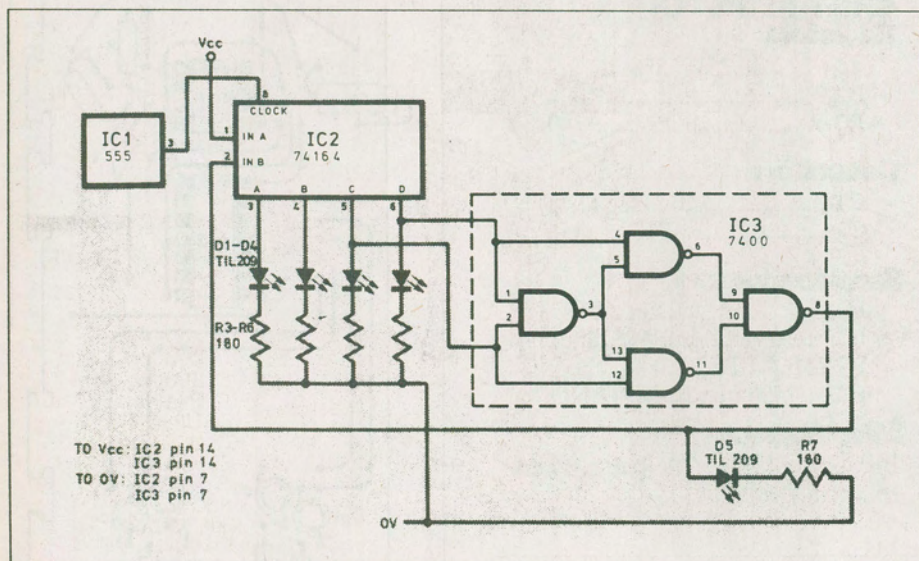 Vcc
8
CLOCK
IC1
555
3
1
IN A
IC2
74164
2
IN B
A
B
C
D
3
4
5
6
IC3
7400
D1-D4
TIL209
4
5
6
1
2
3
9
10
8
13
12
11
R3-R6
180
TO Vcc: IC2 pin 14
IC3 pin 14
TO 0V: IC2 pin 7
IC3 pin 7
D5
TIL 209
R7
180
0V